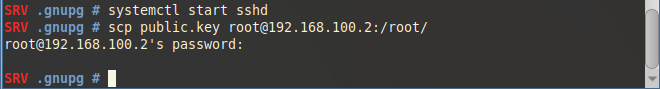 SRV .gnupg # systemctl start sshd
SRV .gnupg # scp public.key root@192.168.100.2:/root/
root@192.168.100.2's password:
SRV .gnupg #